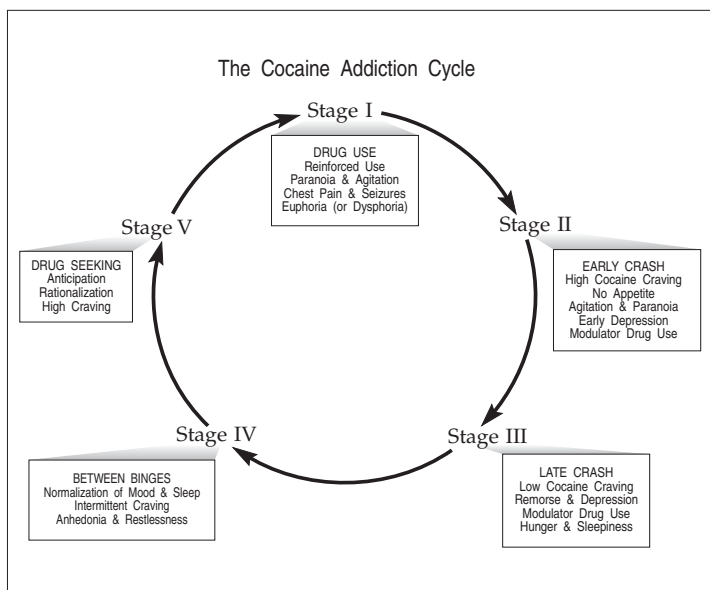 The Cocaine Addiction Cycle
Stage I
DRUG USE
Reinforced Use
Paranoia & Agitation
Chest Pain & Seizures
Euphoria (or Dysphoria)
Stage II
EARLY CRASH
High Cocaine Craving
No Appetite
Agitation & Paranoia
Early Depression
Modulator Drug Use
Stage III
LATE CRASH
Low Cocaine Craving
Remorse & Depression
Modulator Drug Use
Hunger & Sleepiness
Stage IV
BETWEEN BINGES
Normalization of Mood & Sleep
Intermittent Craving
Anhedonia & Restlessness
Stage V
DRUG SEEKING
Anticipation
Rationalization
High Craving